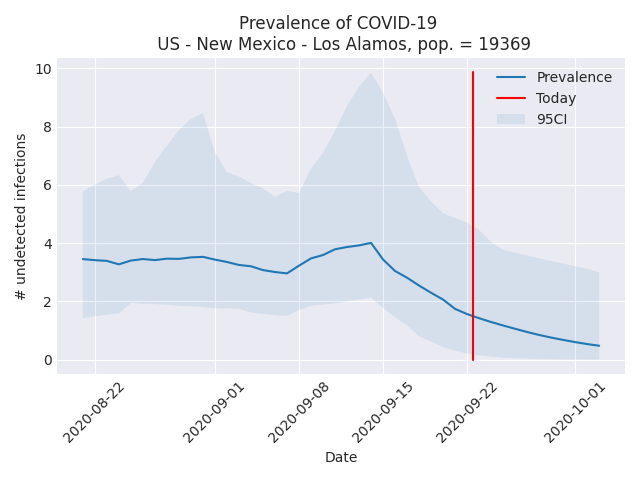 Prevalence of COVID-19
US - New Mexico - Los Alamos, pop. = 19369
10
8
6
4
2
0
# undetected infections
Prevalence
Today
95CI
2020-08-22
2020-09-01
2020-09-08
2020-09-15
2020-09-22
2020-10-01
Date